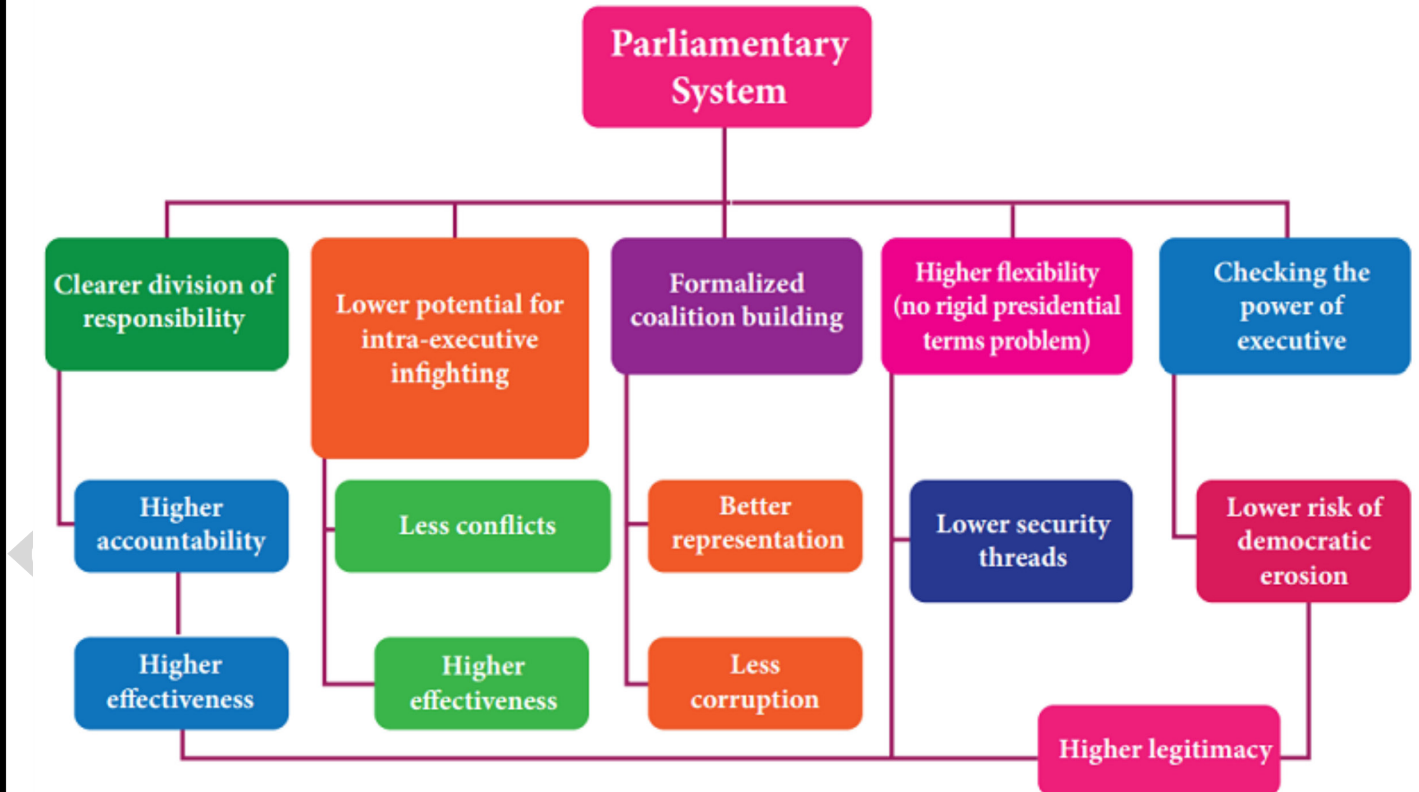 Parliamentary
System
Clearer division of
responsibility
Lower potential for
intra-executive
infighting
Formalized
coalition building
Higher flexibility
(no rigid presidential
terms problem)
Checking the
power of
executive
Higher
accountability
Less conflicts
Better
representation
Lower security
threads
Lower risk of
democratic
erosion
Higher
effectiveness
Higher
effectiveness
Less
corruption
Higher legitimacy